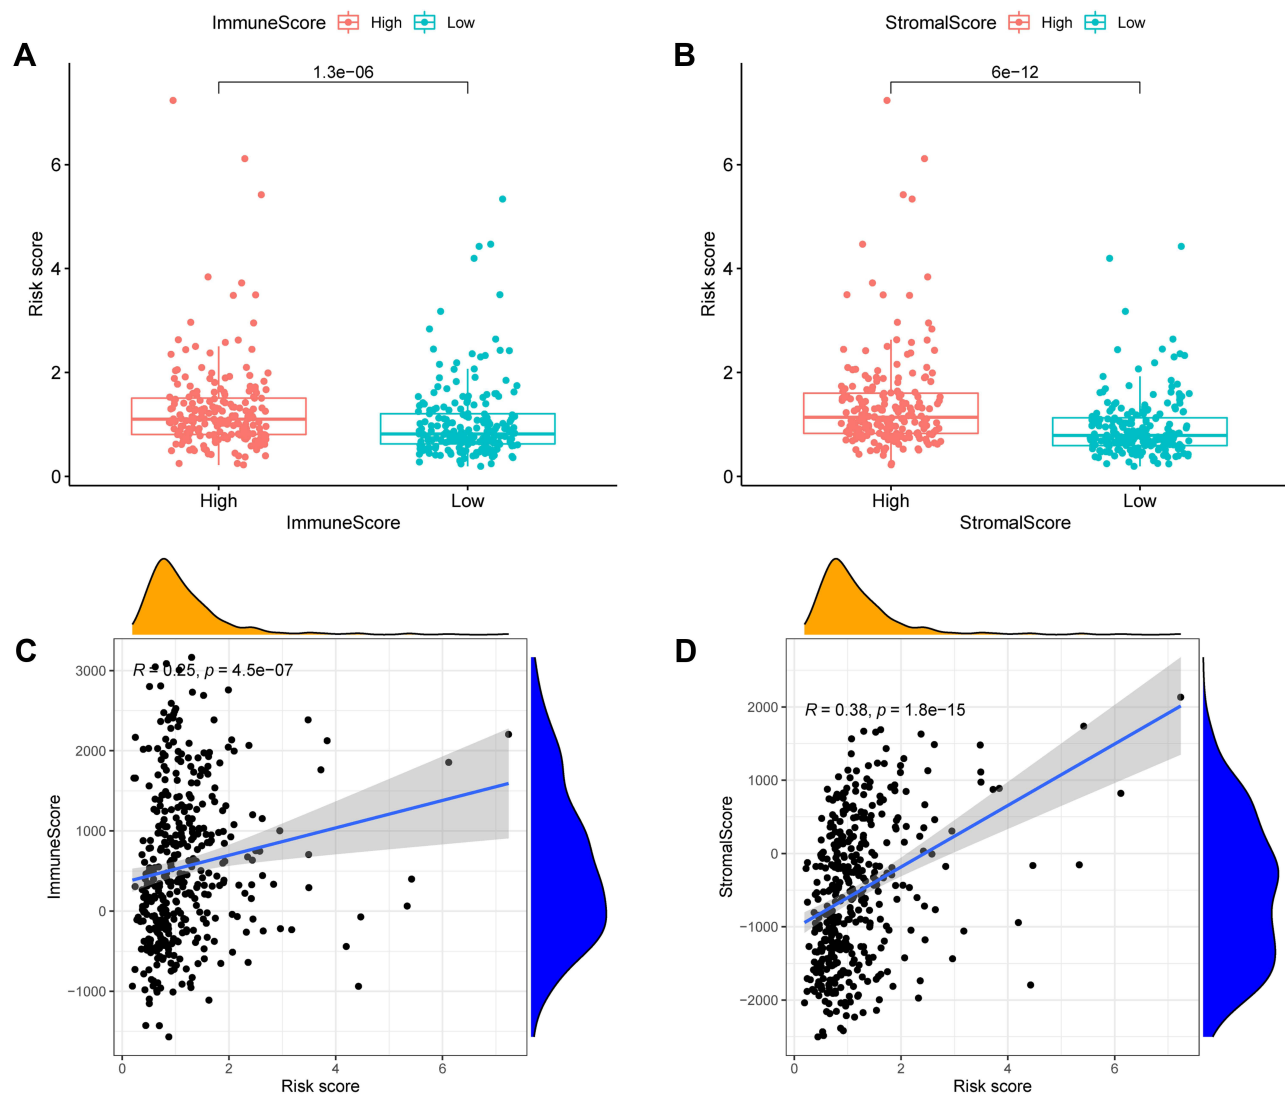 ImmuneScore High Low
StromalScore High Low
A
B
1.3e−06
6e−12
6
4
2
0
Risk score
High Low
ImmuneScore
6
4
2
0
Risk score
High Low
StromalScore
C
D
R = 0.25, p = 4.5e−07
3000
2000
1000
0
−1000
ImmuneScore
0 2 4 6
Risk score
R = 0.38, p = 1.8e−15
2000
1000
0
−1000
−2000
StromalScore
0 2 4 6
Risk score